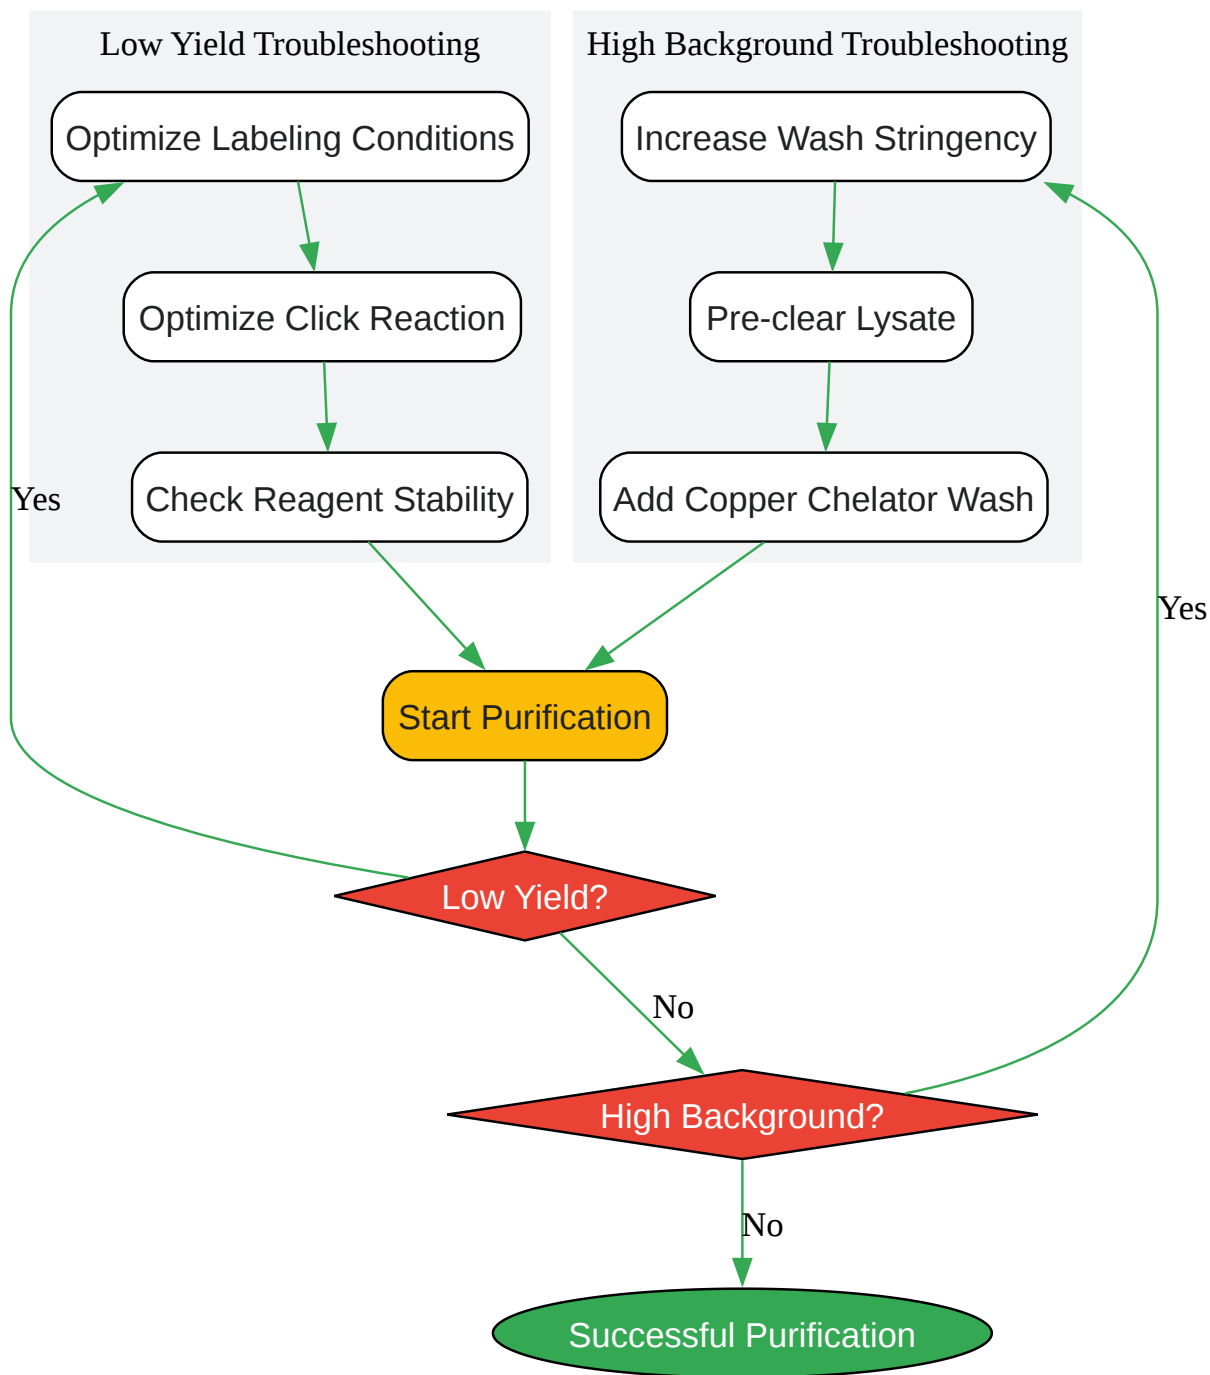 Low Yield Troubleshooting
Optimize Labeling Conditions
Optimize Click Reaction
Check Reagent Stability
High Background Troubleshooting
Increase Wash Stringency
Pre-clear Lysate
Add Copper Chelator Wash
Yes
Yes
Start Purification
Low Yield?
No
High Background?
No
Successful Purification